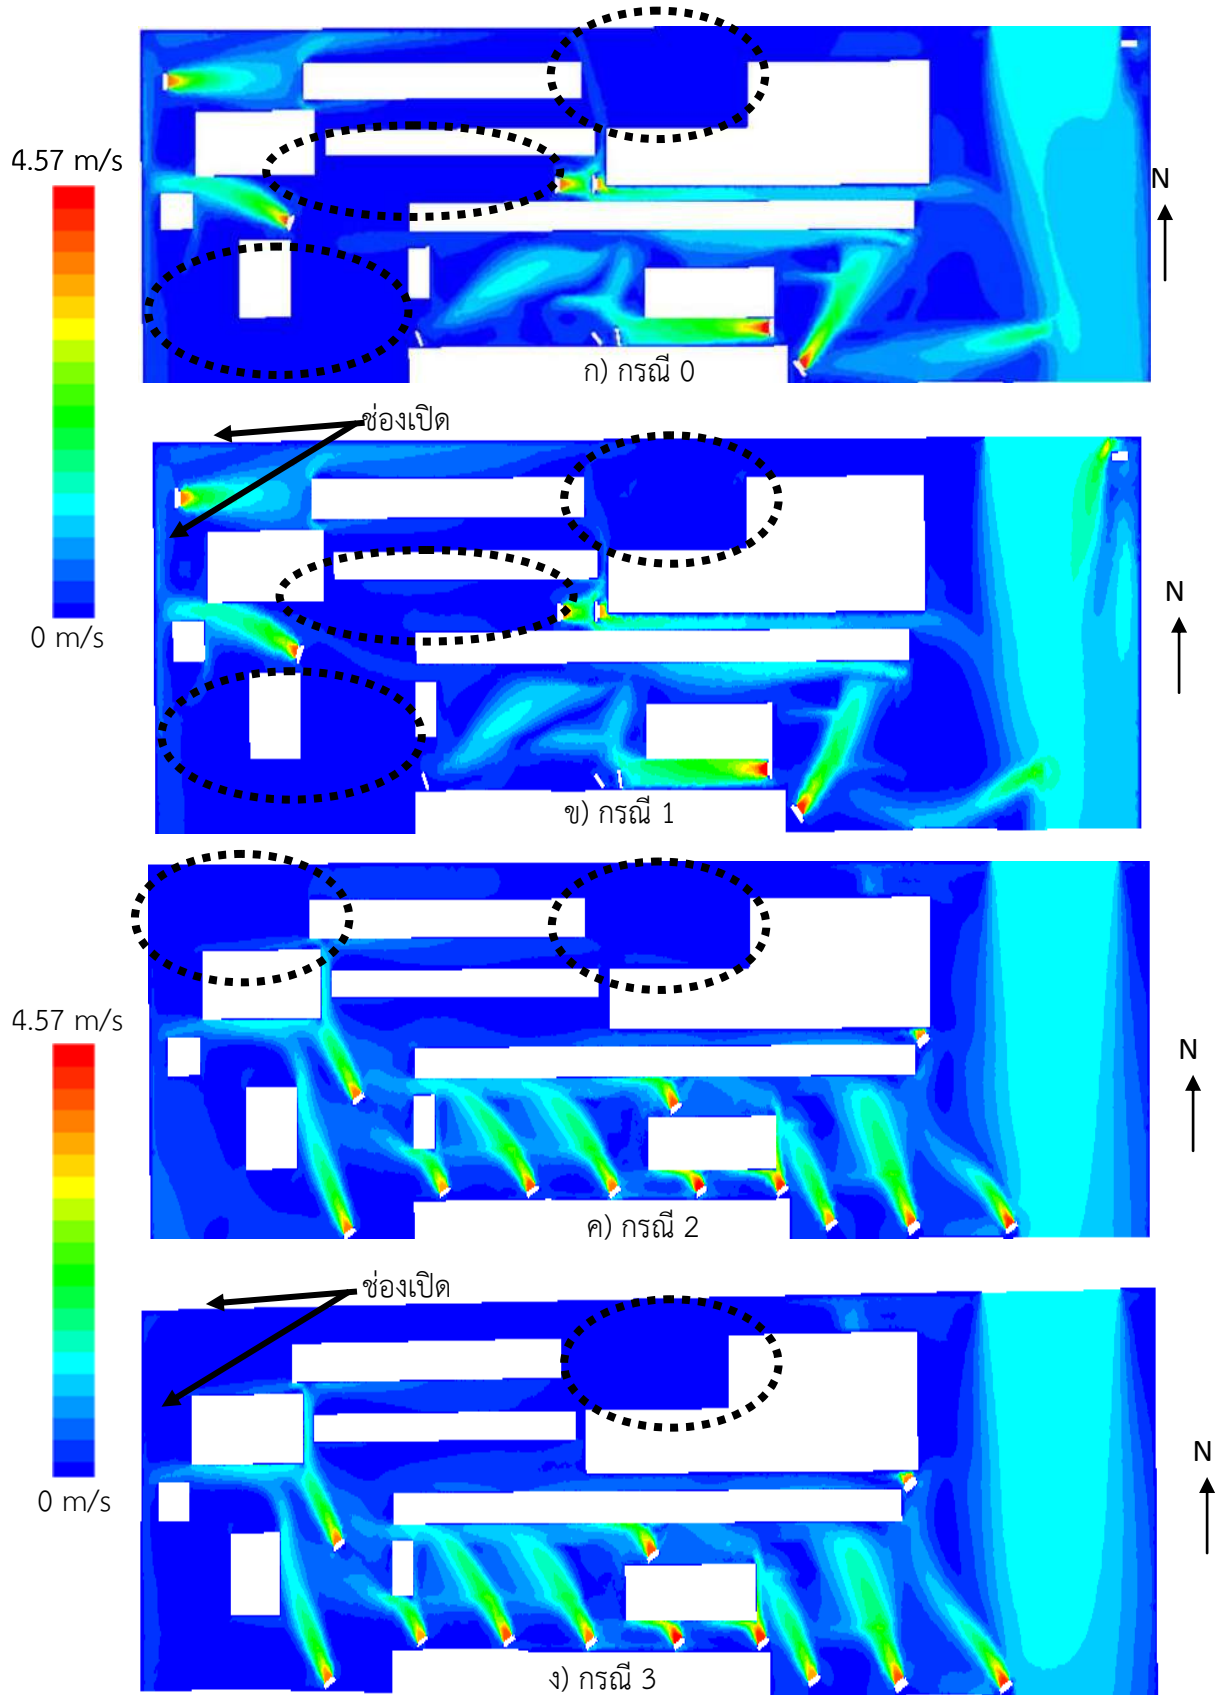 4.57 m/s
N
0 m/s
ก) กรณี 0
ช่องเปิด
N
ข) กรณี 1
4.57 m/s
N
0 m/s
ค) กรณี 2
ช่องเปิด
N
ง) กรณี 3